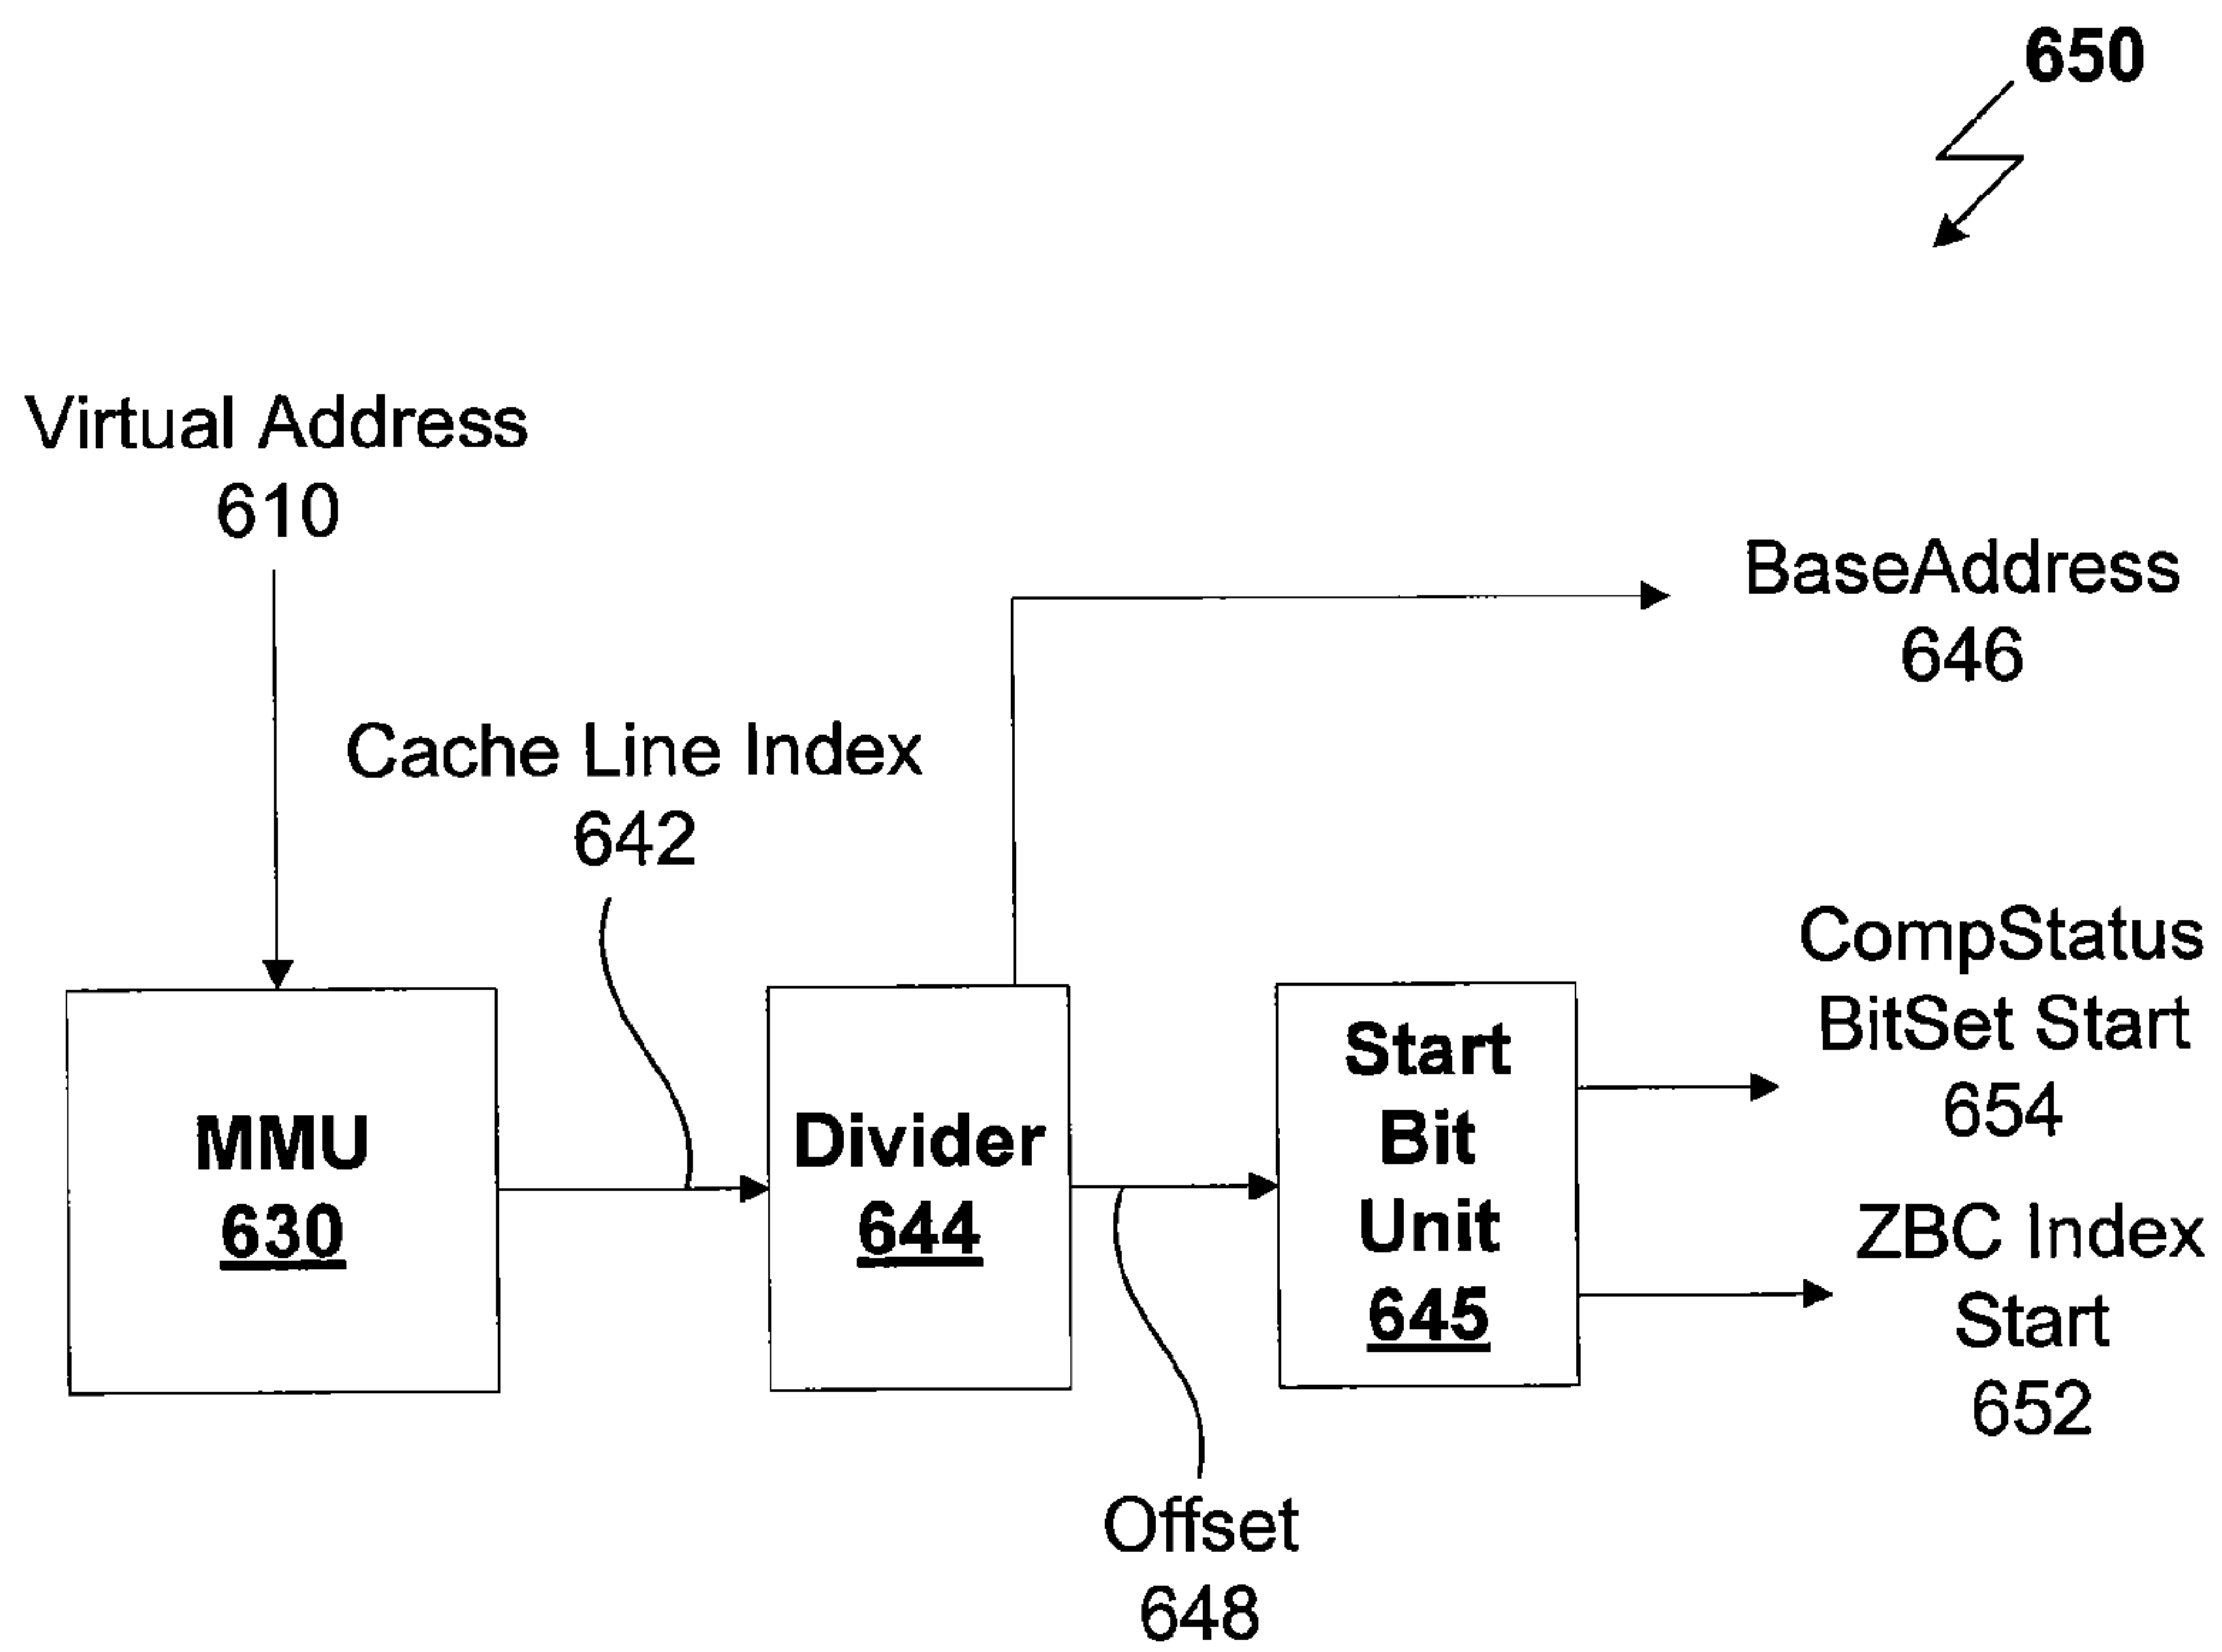 650
Virtual Address
610
BaseAddress
646
Cache Line Index
642
CompStatus
BitSet Start
654
MMU
630
Divider
644
Start
Bit
Unit
645
ZBC Index
Start
652
Offset
648